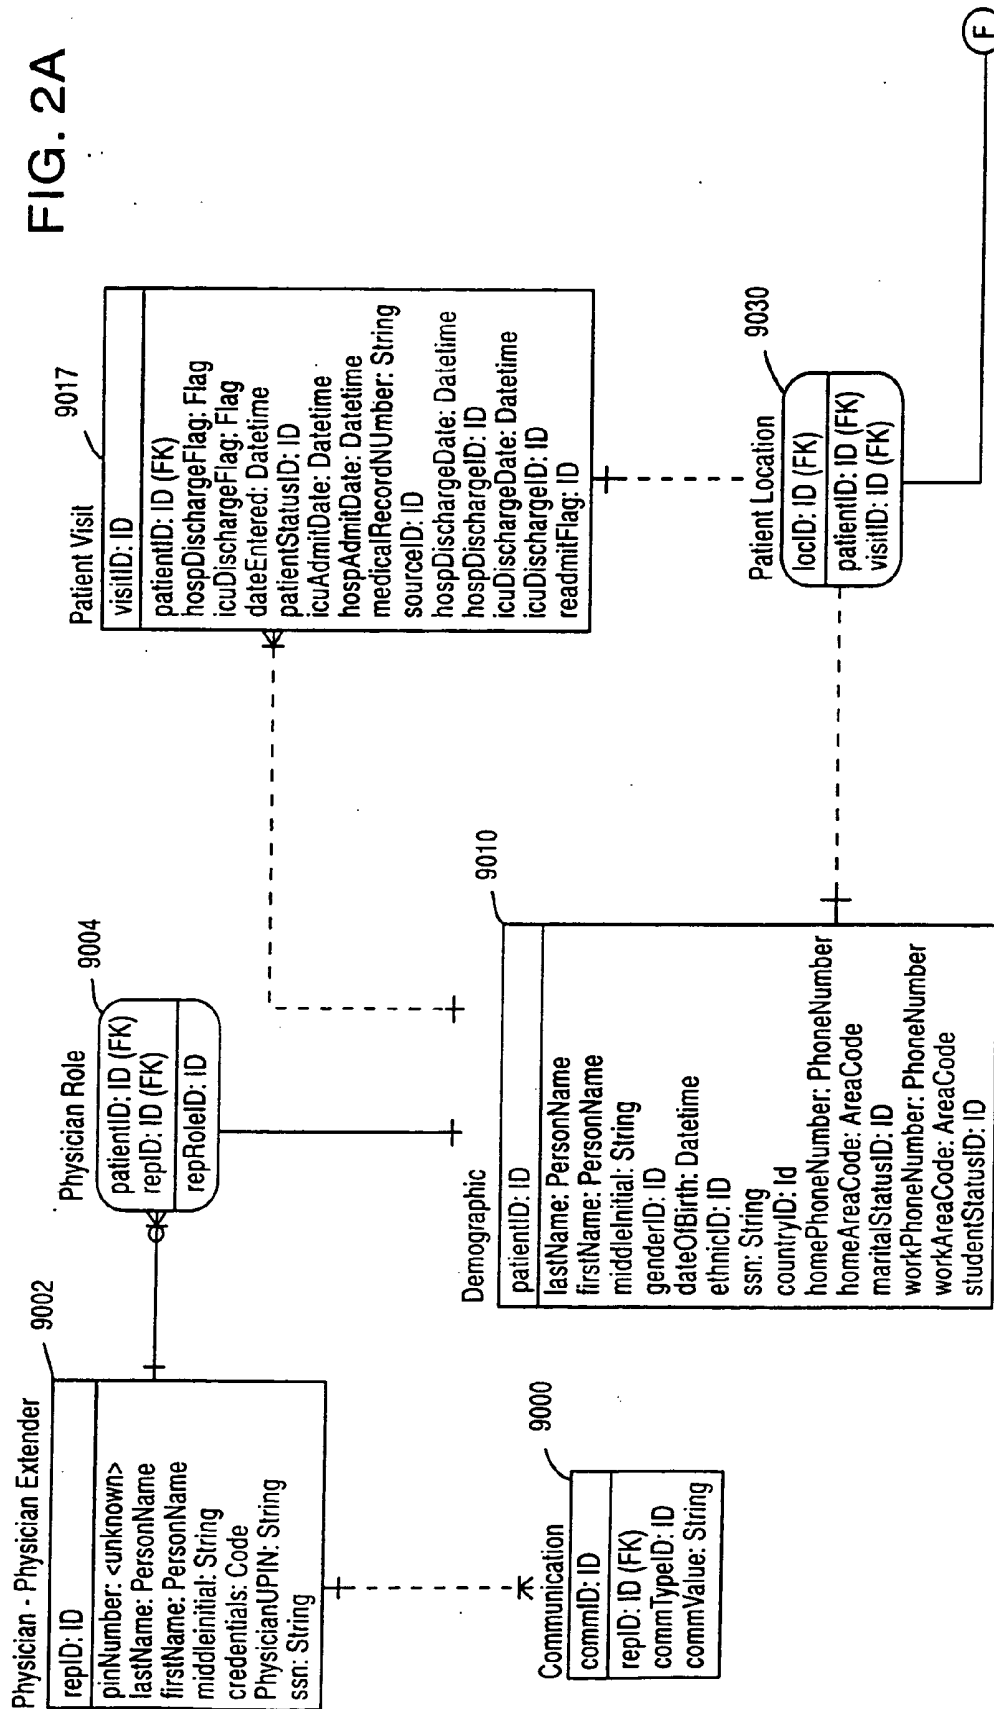 FIG. 2A
Physician - Physician Extender
9002
repID: ID
pinNumber: <unknown>
lastName: PersonName
firstName: PersonName
middleinitial: String
credentials: Code
PhysicianUPIN: String
ssn: String
Physician Role
9004
patientID: ID (FK)
repID: ID (FK)
repRoleID: ID
Patient Visit
9017
visitID: ID
patientID: ID (FK)
hospDischargeFlag: Flag
icuDischargeFlag: Flag
dateEntered: Datetime
patientStatusID: ID
icuAdmitDate: Datetime
hospAdmitDate: Datetime
medicalRecordNUmber: String
sourceID: ID
hospDischargeDate: Datetime
hospDischargeID: ID
icuDischargeDate: Datetime
icuDischargeID: ID
readmitFlag: ID
Communication
9000
commID: ID
repID: ID (FK)
commTypeID: ID
commValue: String
Demographic
9010
patientID: ID
lastName: PersonName
firstName: PersonName
middleInitial: String
genderID: ID
dateOfBirth: Datetime
ethnicID: ID
ssn: String
countryID: Id
homePhoneNumber: PhoneNumber
homeAreaCode: AreaCode
maritalStatusID: ID
workPhoneNumber: PhoneNumber
workAreaCode: AreaCode
studentStatusID: ID
Patient Location
9030
locID: ID (FK)
patientID: ID (FK)
visitID: ID (FK)
F